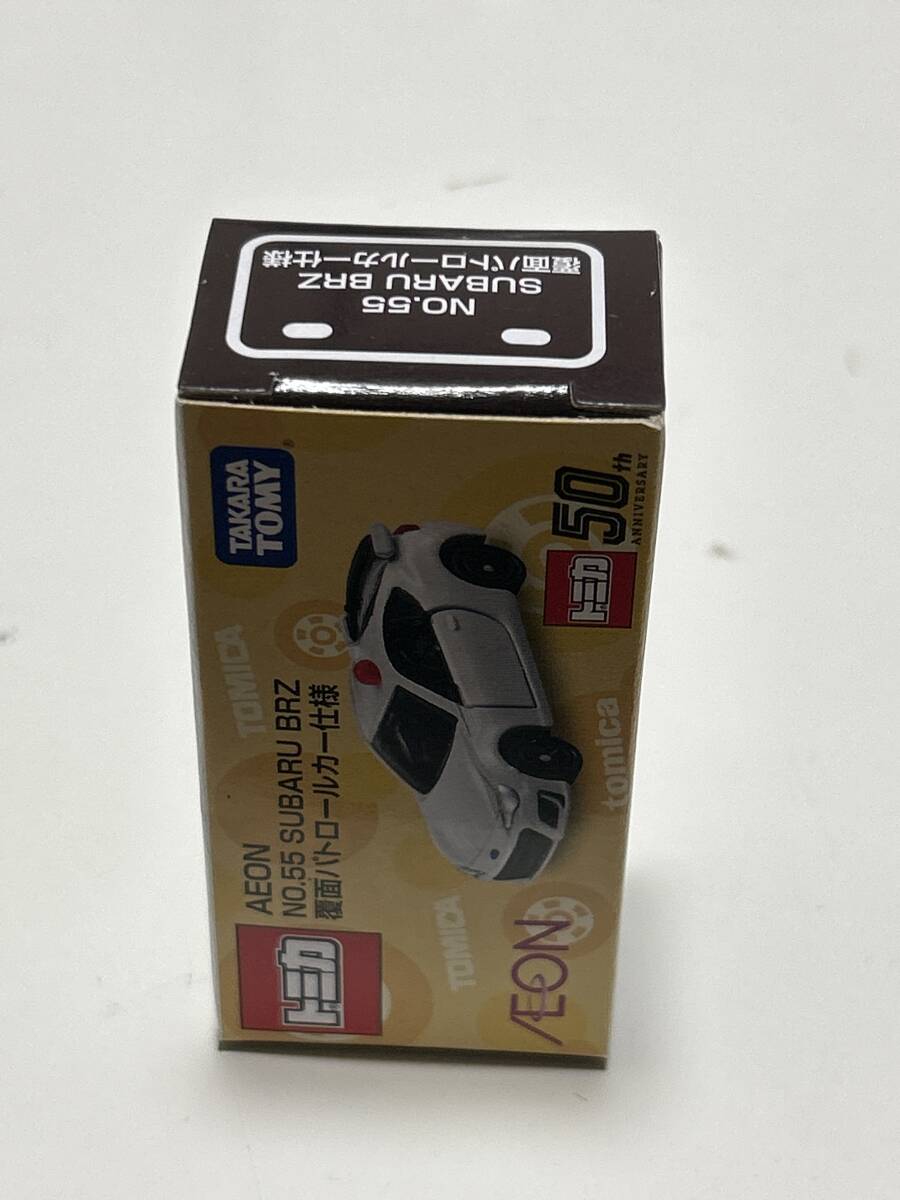 NO.55
SUBARU BRZ
覆面パトロールカー仕様
TAKARA
TOMY
®
50th
ANNIVERSARY
トミカ
AEON
NO.55 SUBARU BRZ
覆面パトロールカー仕様
トミカ
TOMICA
tomica
TOMICA
AEON